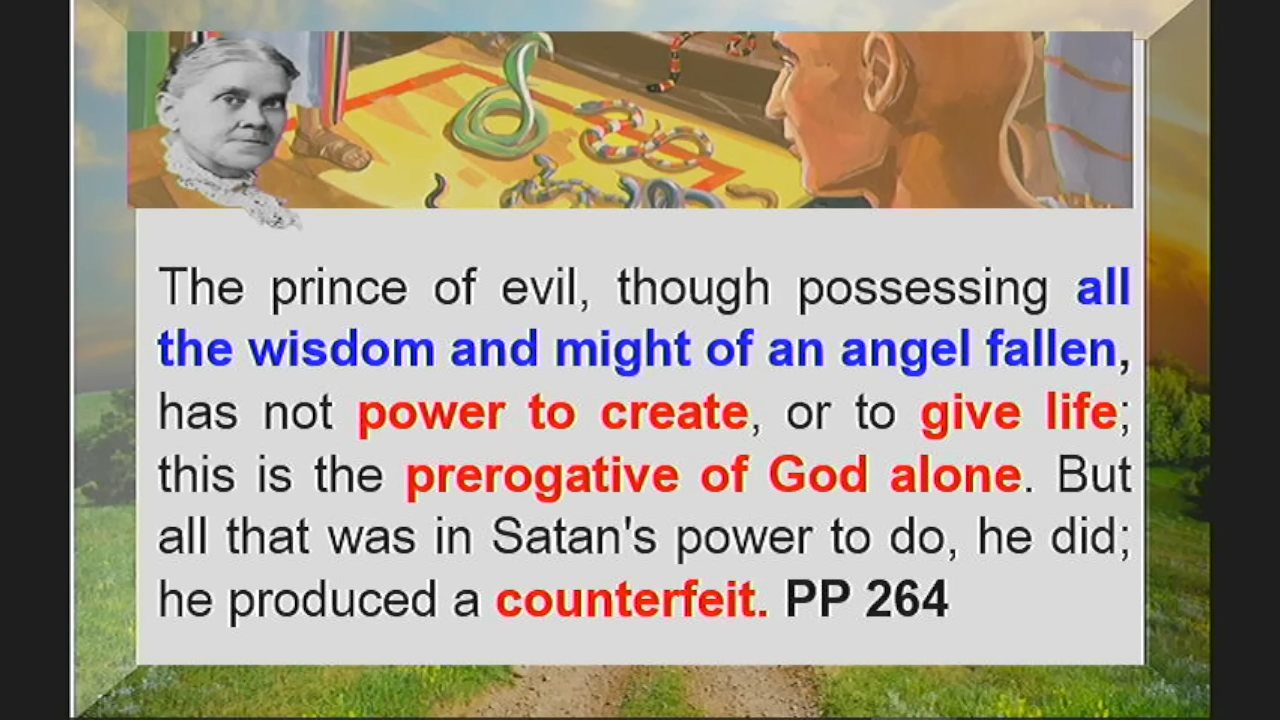 The prince of evil, though possessing all
the wisdom and might of an angel fallen,
has not power to create, or to give life;
this is the prerogative of God alone. But
all that was in Satan's power to do, he did;
he produced a counterfeit. PP 264